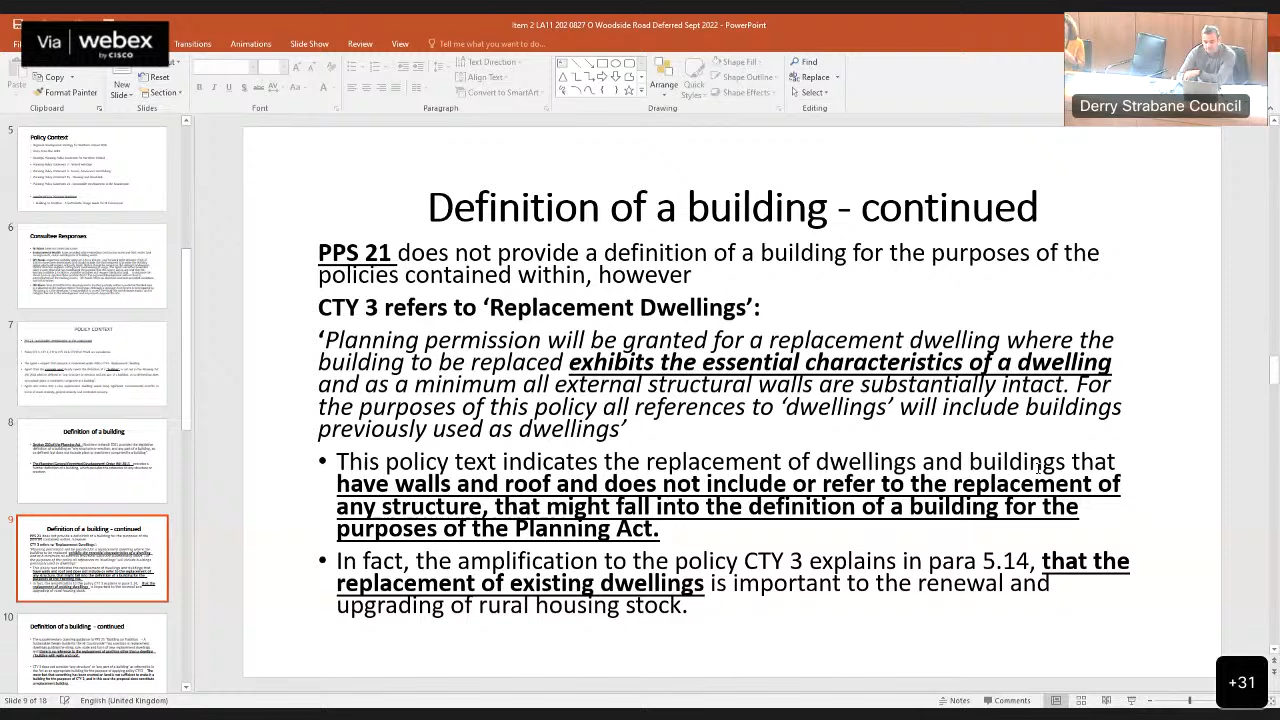 Item 2 LA11 202 0827 O Woodside Road Deferred Sept 2022 - PowerPoint
Via webex
by CISCO
Transitions Animations Slide Show Review View Tell me what you want to do...
Derry Strabane Council
Paste
Copy
Format Painter
Clipboard
New
Slide
Reset
Section
Slides
Font
Text Direction
Align Text
Convert to SmartArt
Paragraph
Arrange
Quick
Styles
Shape Fill
Shape Outline
Shape Effects
Drawing
Find
Replace
Select
Editing
5
Policy Context
6
Consultee Responses
7
POLICY CONTEXT
8
Definition of a building
9
Definition of a building - continued
10
Definition of a building - continued
Definition of a building - continued
PPS 21 does not provide a definition of a building for the purposes of the
policies contained within, however
CTY 3 refers to ‘Replacement Dwellings’:
‘Planning permission will be granted for a replacement dwelling where the
building to be replaced exhibits the essential characteristics of a dwelling
and as a minimum all external structural walls are substantially intact. For
the purposes of this policy all references to ‘dwellings’ will include buildings
previously used as dwellings’
• This policy text indicates the replacement of dwellings and buildings that
have walls and roof and does not include or refer to the replacement of
any structure, that might fall into the definition of a building for the
purposes of the Planning Act.
• In fact, the amplification to the policy CTY 3 explains in para 5.14, that the
replacement of existing dwellings is important to the renewal and
upgrading of rural housing stock.
+31
Slide 9 of 18 English (United Kingdom) Notes Comments